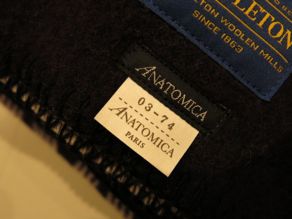 LETON
TON WOOLEN MILLS
SINCE 1863
ANATOMICA
03-74
ANATOMICA
PARIS